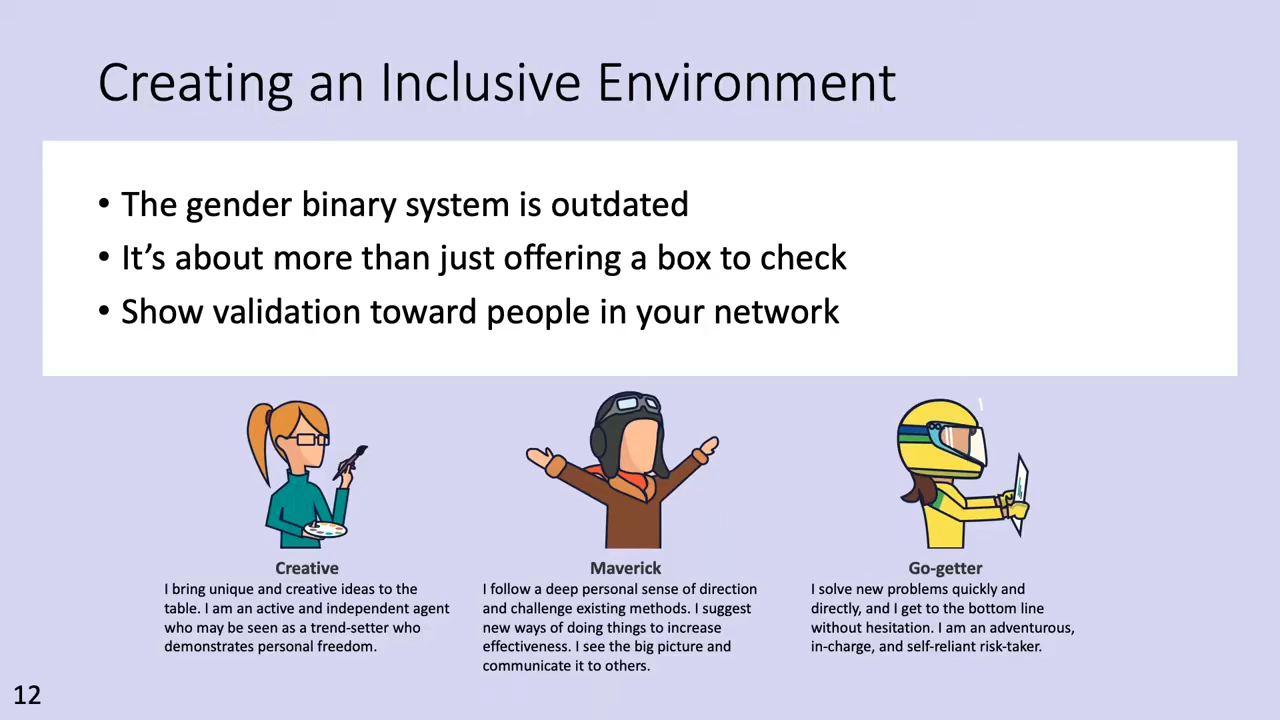 Creating an Inclusive Environment
• The gender binary system is outdated
• It’s about more than just offering a box to check
• Show validation toward people in your network
Creative
I bring unique and creative ideas to the
table. I am an active and independent agent
who may be seen as a trend-setter who
demonstrates personal freedom.
Maverick
I follow a deep personal sense of direction
and challenge existing methods. I suggest
new ways of doing things to increase
effectiveness. I see the big picture and
communicate it to others.
Go-getter
I solve new problems quickly and
directly, and I get to the bottom line
without hesitation. I am an adventurous,
in-charge, and self-reliant risk-taker.
12